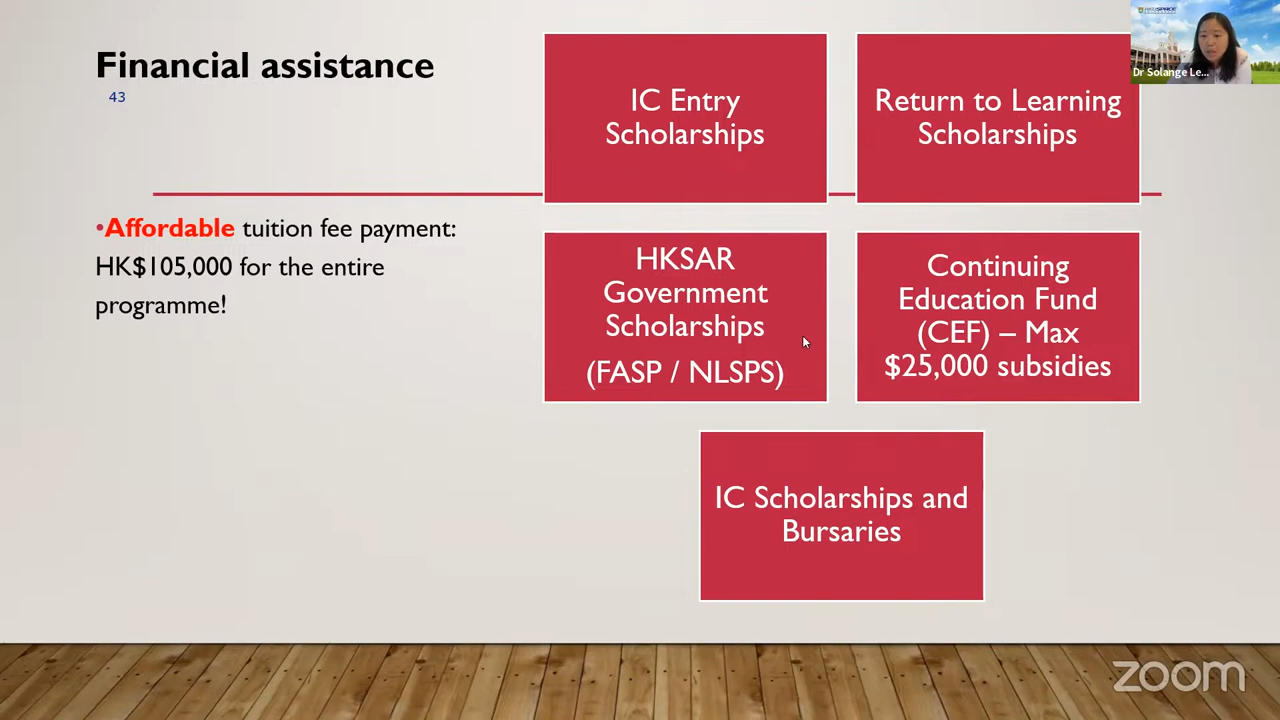 Financial assistance
43
•Affordable tuition fee payment:
HK$105,000 for the entire
programme!
IC Entry
Scholarships
Return to Learning
Scholarships
HKSAR
Government
Scholarships
(FASP / NLSPS)
Continuing
Education Fund
(CEF) – Max
$25,000 subsidies
IC Scholarships and
Bursaries
Dr Solange Le...
zoom